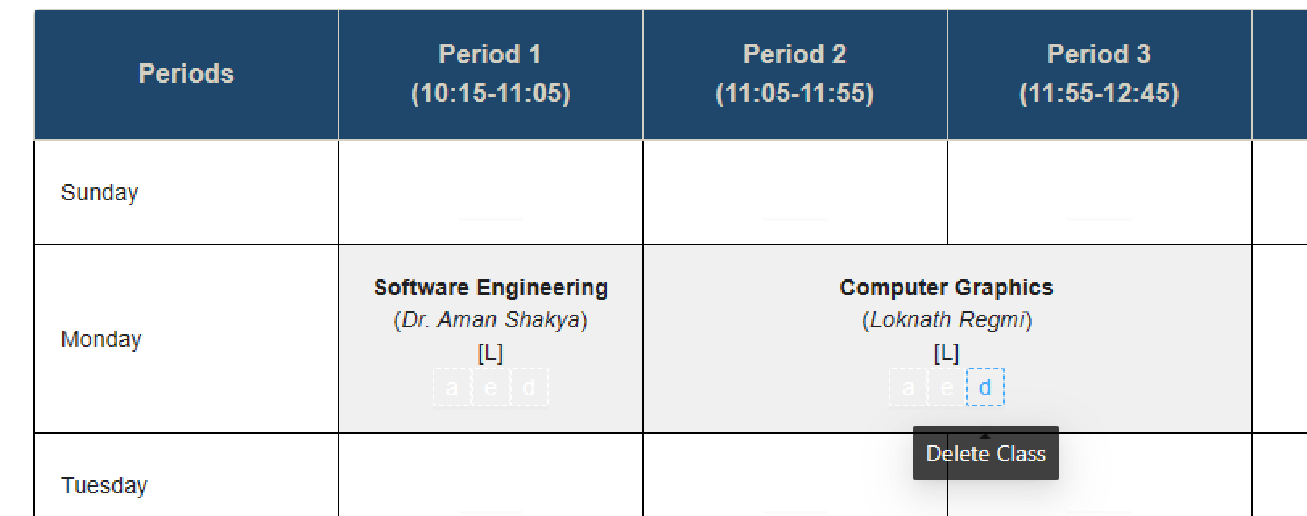 Periods
Period 1
(10:15-11:05)
Period 2
(11:05-11:55)
Period 3
(11:55-12:45)
Sunday
Monday
Software Engineering
(Dr. Aman Shakya)
[L]
a e d
Computer Graphics
(Loknath Regmi)
[L]
a e d
Delete Class
Tuesday